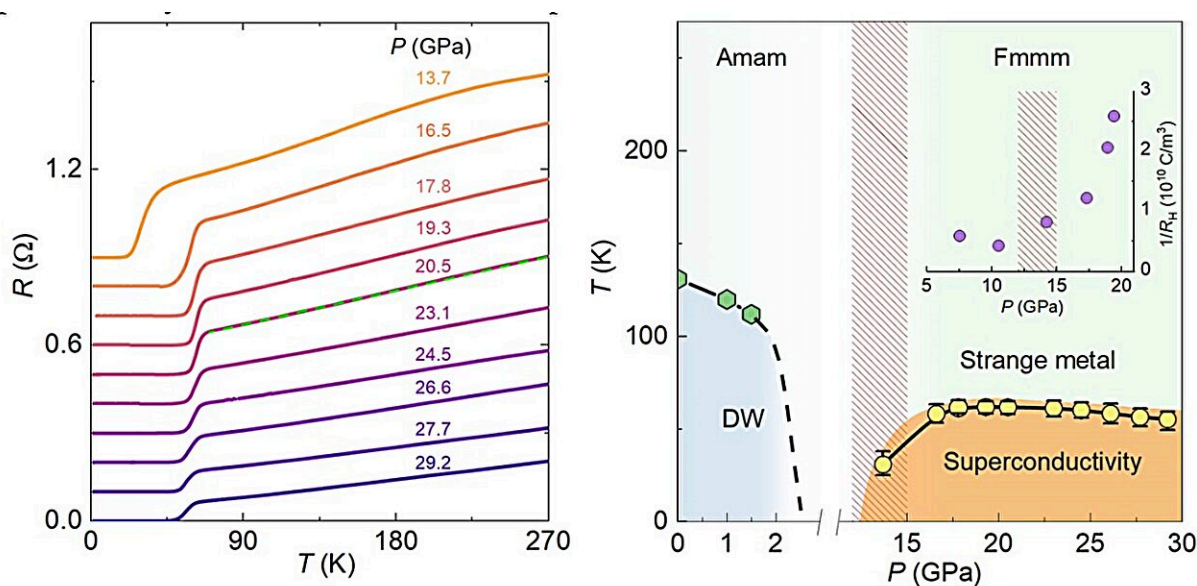 P (GPa)
13.7
16.5
17.8
19.3
20.5
23.1
24.5
26.6
27.7
29.2
1.2
0.6
0.0
R (Ω)
0
90
180
270
T (K)
Amam
Fmmm
200
100
0
T (K)
3
2
1
0
1/R_H (10¹⁰ C/m³)
5
10
15
20
P (GPa)
Strange metal
DW
Superconductivity
0
1
2
15
20
25
30
P (GPa)